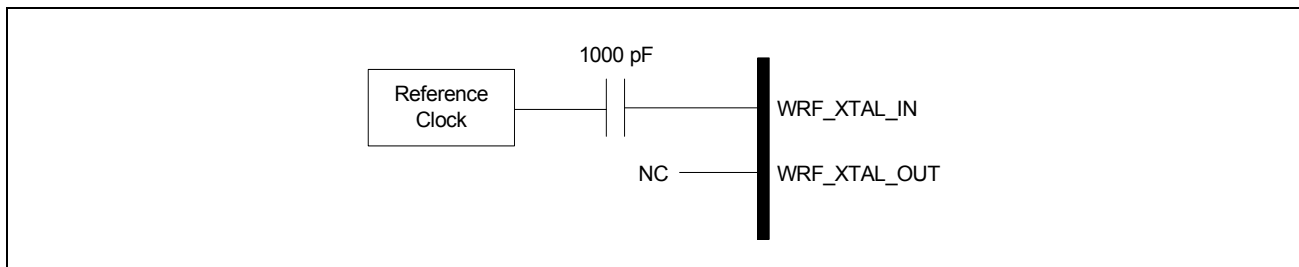 1000 pF
Reference
Clock
WRF_XTAL_IN
NC
WRF_XTAL_OUT